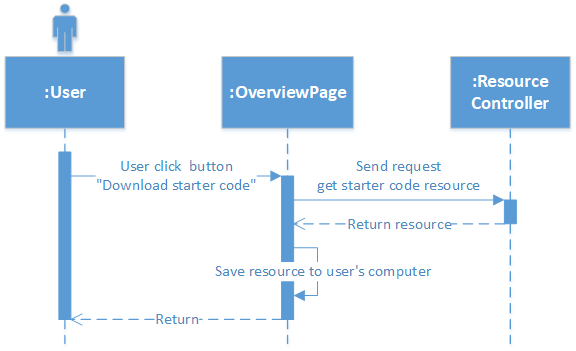 :User
:OverviewPage
:Resource
Controller
User click  button
"Download starter code"
Send request
get starter code resource
Return resource
Save resource to user's computer
Return